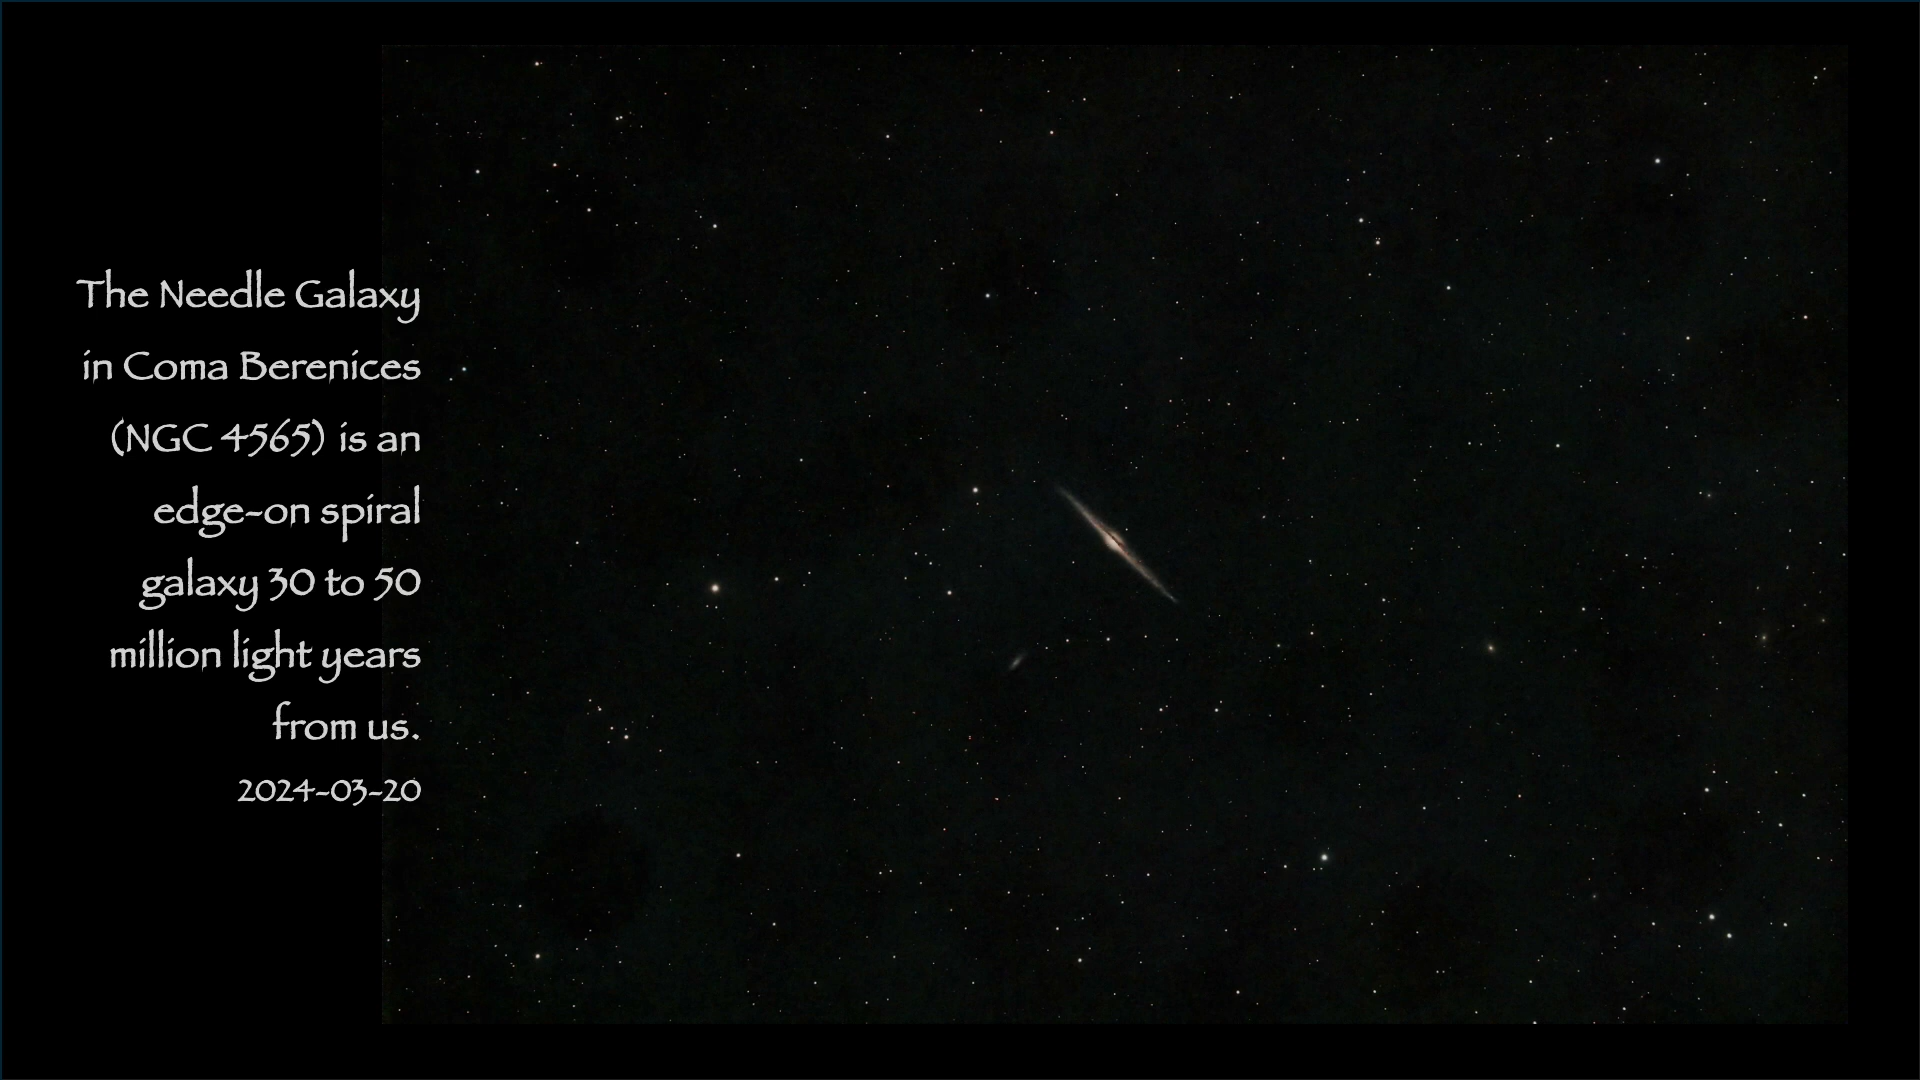 The Needle Galaxy
in Coma Berenices
(NGC 4565) is an
edge-on spiral
galaxy 30 to 50
million light years
from us.
2024-03-20